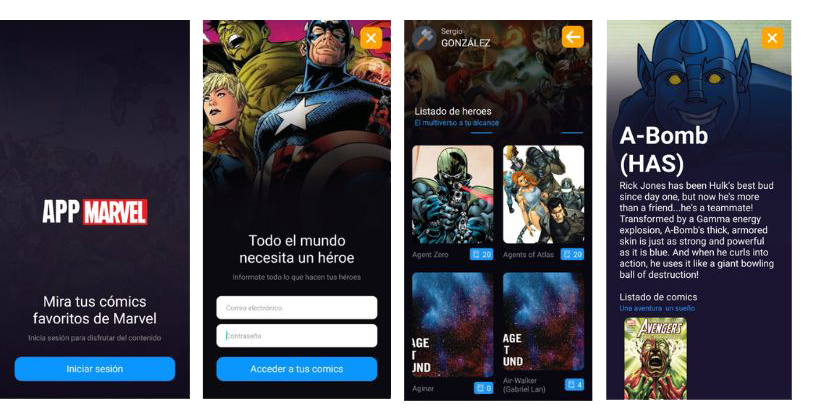 APP MARVEL
Mira tus cómics
favoritos de Marvel
Inicia sesión para disfrutar del contenido
Iniciar sesión
Todo el mundo
necesita un héroe
Informate todo lo que hacen tus héroes
Correo electrónico
Contraseña
Acceder a tus comics
Sergio
GONZÁLEZ
Listado de heroes
El multiverso a tu alcance
Agent Zero
20
Agents of Atlas
20
AGE
T
UND
AGE
T
UND
Aginar
0
Air-Walker
(Gabriel Lan)
4
A-Bomb
(HAS)
Rick Jones has been Hulk's best bud
since day one, but now he's more
than a friend...he's a teammate!
Transformed by a Gamma energy
explosion, A-Bomb's thick, armored
skin is just as strong and powerful
as it is blue. And when he curls into
action, he uses it like a giant bowling
ball of destruction!
Listado de comics
Una aventura un sueño
AVENGERS